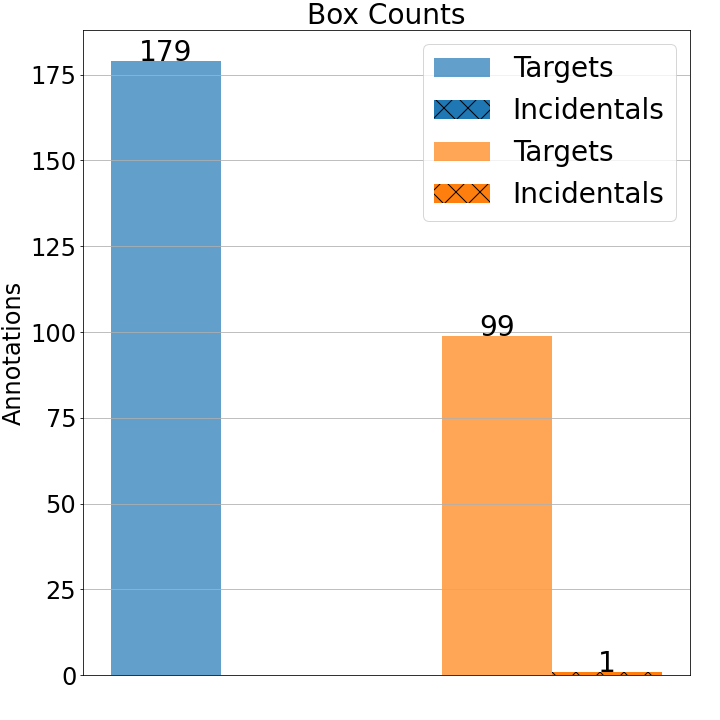 Box Counts
179
175
150
125
100
75
50
25
0
Annotations
99
1
Targets
Incidentals
Targets
Incidentals